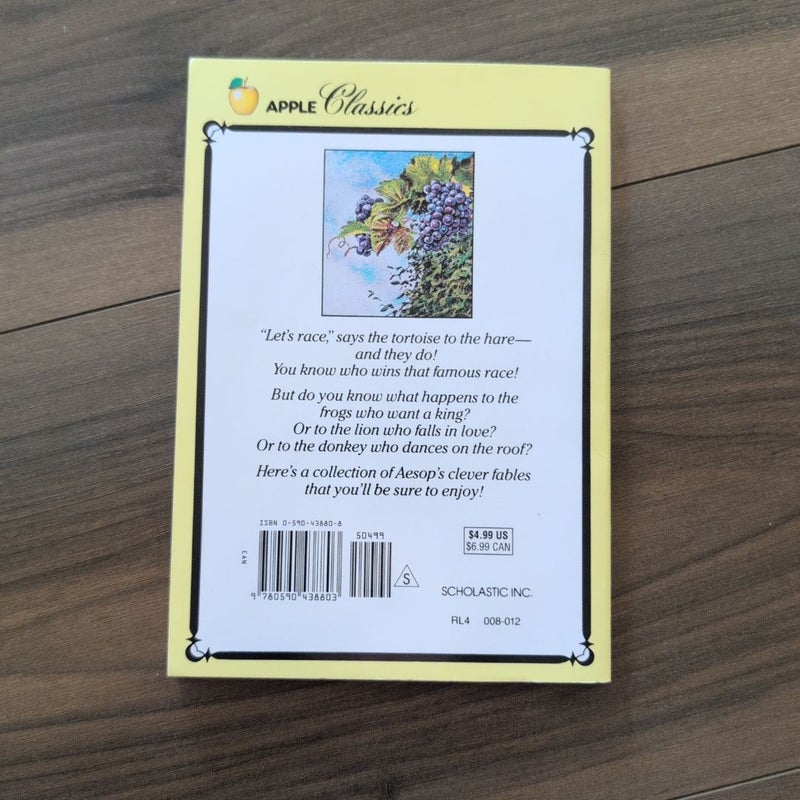 APPLE Classics
"Let's race," says the tortoise to the hare—
and they do!
You know who wins that famous race!
But do you know what happens to the
frogs who want a king?
Or to the lion who falls in love?
Or to the donkey who dances on the roof?
Here's a collection of Aesop's clever fables
that you'll be sure to enjoy!
ISBN 0-590-43880-8
50499
EAN
9 780590 438803
S
$4.99 US
$6.99 CAN
SCHOLASTIC INC.
RL4 008-012